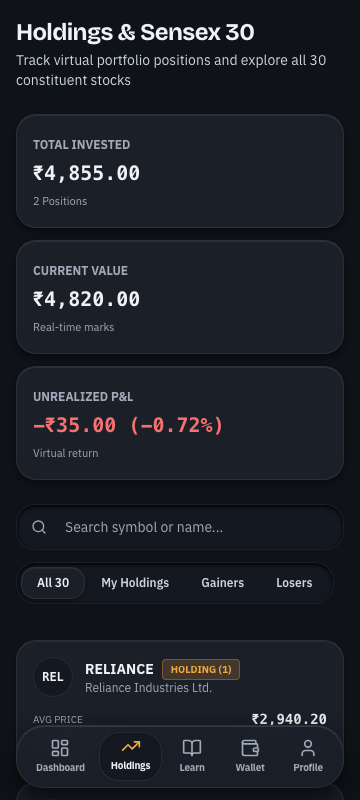 Holdings & Sensex 30
Track virtual portfolio positions and explore all 30
constituent stocks
TOTAL INVESTED
₹4,855.00
2 Positions
CURRENT VALUE
₹4,820.00
Real-time marks
UNREALIZED P&L
−₹35.00 (−0.72%)
Virtual return
Search symbol or name...
All 30 My Holdings Gainers Losers
REL RELIANCE HOLDING (1)
Reliance Industries Ltd.
AVG PRICE ₹2,940.20
Dashboard Holdings Learn Wallet Profile